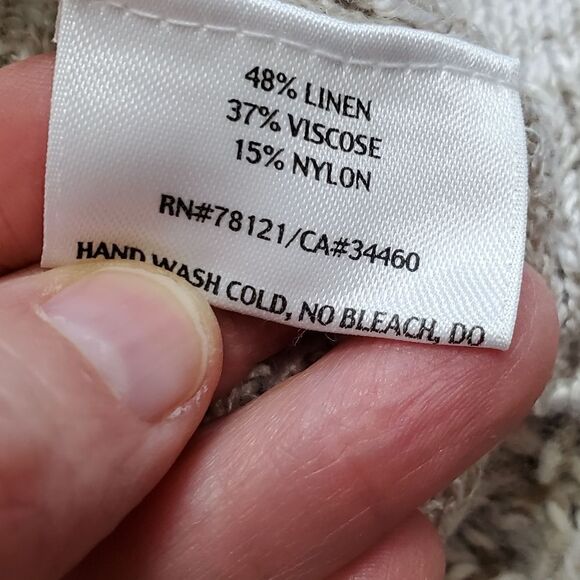 48% LINEN
37% VISCOSE
15% NYLON
RN#78121/CA#34460
HAND WASH COLD, NO BLEACH, DO